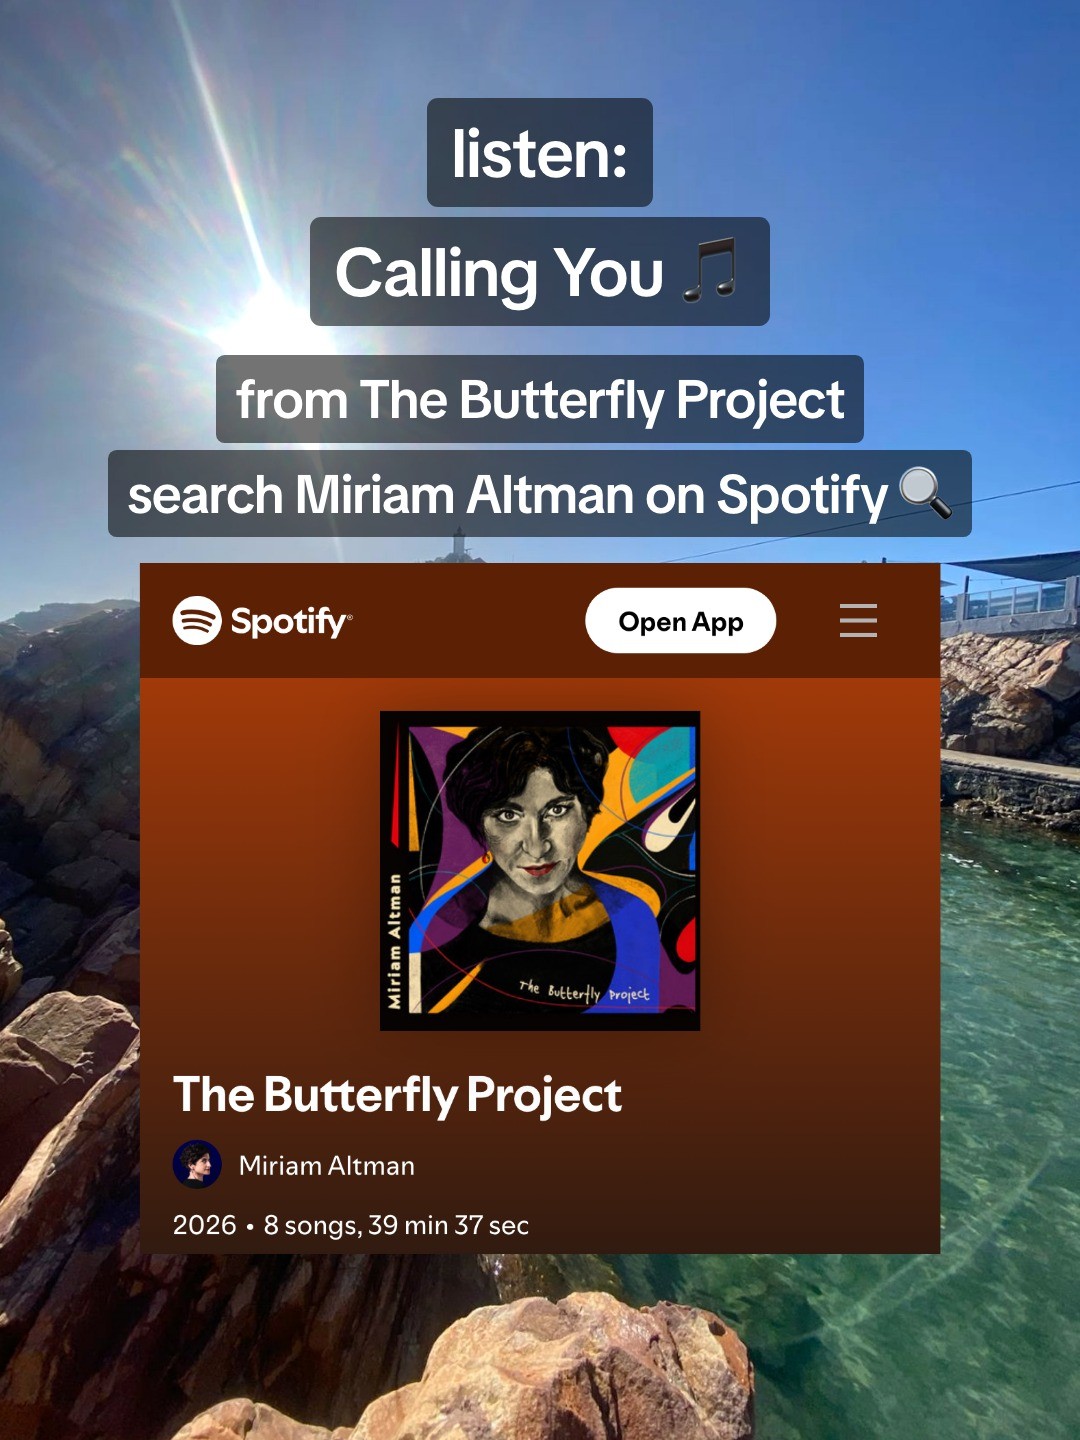 listen:
Calling You 🎵
from The Butterfly Project
search Miriam Altman on Spotify 🔍
Spotify®
Open App
Miriam Altman
The Butterfly Project
The Butterfly Project
Miriam Altman
2026 • 8 songs, 39 min 37 sec